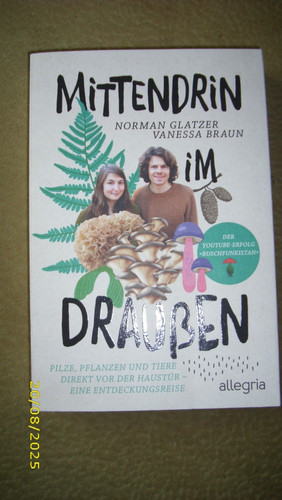 MITTENDRIN
NORMAN GLATZER
VANESSA BRAUN
IM
DER
YOUTUBE-ERFOLG
»BUSCHFUNKISTAN«
DRAUßEN
PILZE, PFLANZEN UND TIERE
DIREKT VOR DER HAUSTÜR –
EINE ENTDECKUNGSREISE
allegria
20/08/2025